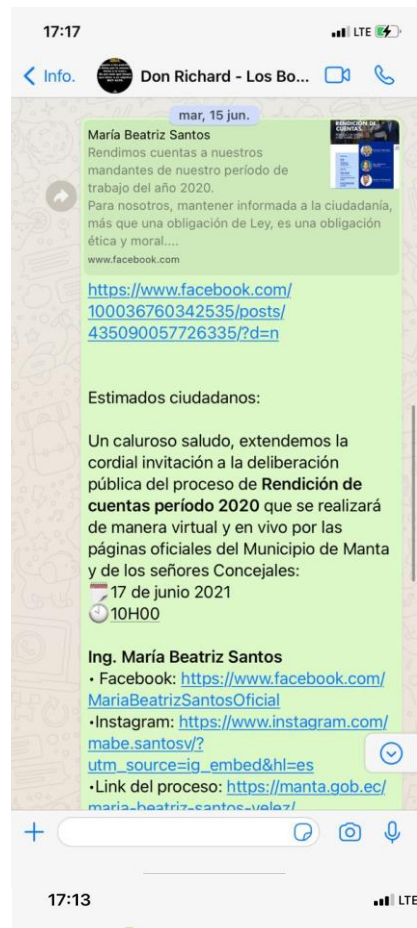 17:17
LTE
Info.
Don Richard - Los Bo...
mar, 15 jun.
María Beatriz Santos
Rendimos cuentas a nuestros
mandantes de nuestro período de
trabajo del año 2020.
Para nosotros, mantener informada a la ciudadanía,
más que una obligación de Ley, es una obligación
ética y moral....
www.facebook.com
RENDICIÓN DE
CUENTAS.
https://www.facebook.com/
100036760342535/posts/
435090057726335/?d=n
Estimados ciudadanos:
Un caluroso saludo, extendemos la
cordial invitación a la deliberación
pública del proceso de Rendición de
cuentas período 2020 que se realizará
de manera virtual y en vivo por las
páginas oficiales del Municipio de Manta
y de los señores Concejales:
17 de junio 2021
10H00
Ing. María Beatriz Santos
• Facebook: https://www.facebook.com/
MariaBeatrizSantosOficial
•Instagram: https://www.instagram.com/
mabe.santosv/?
utm_source=ig_embed&hl=es
•Link del proceso: https://manta.gob.ec/
maria-beatriz-santos-velez/
17:13
LTE